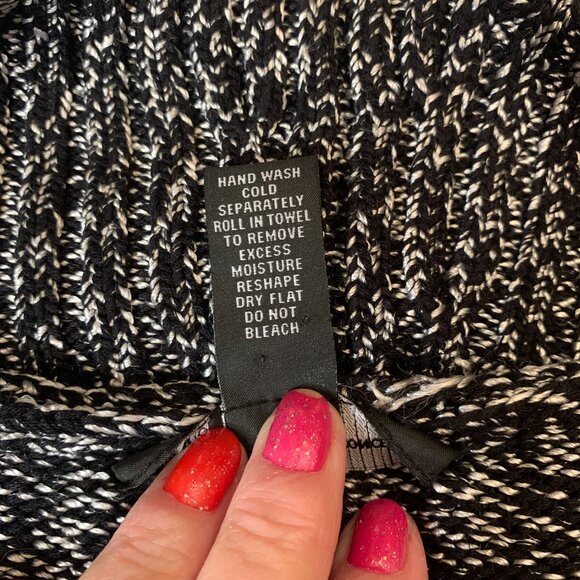 HAND WASH
COLD
SEPARATELY
ROLL IN TOWEL
TO REMOVE
EXCESS
MOISTURE
RESHAPE
DRY FLAT
DO NOT
BLEACH